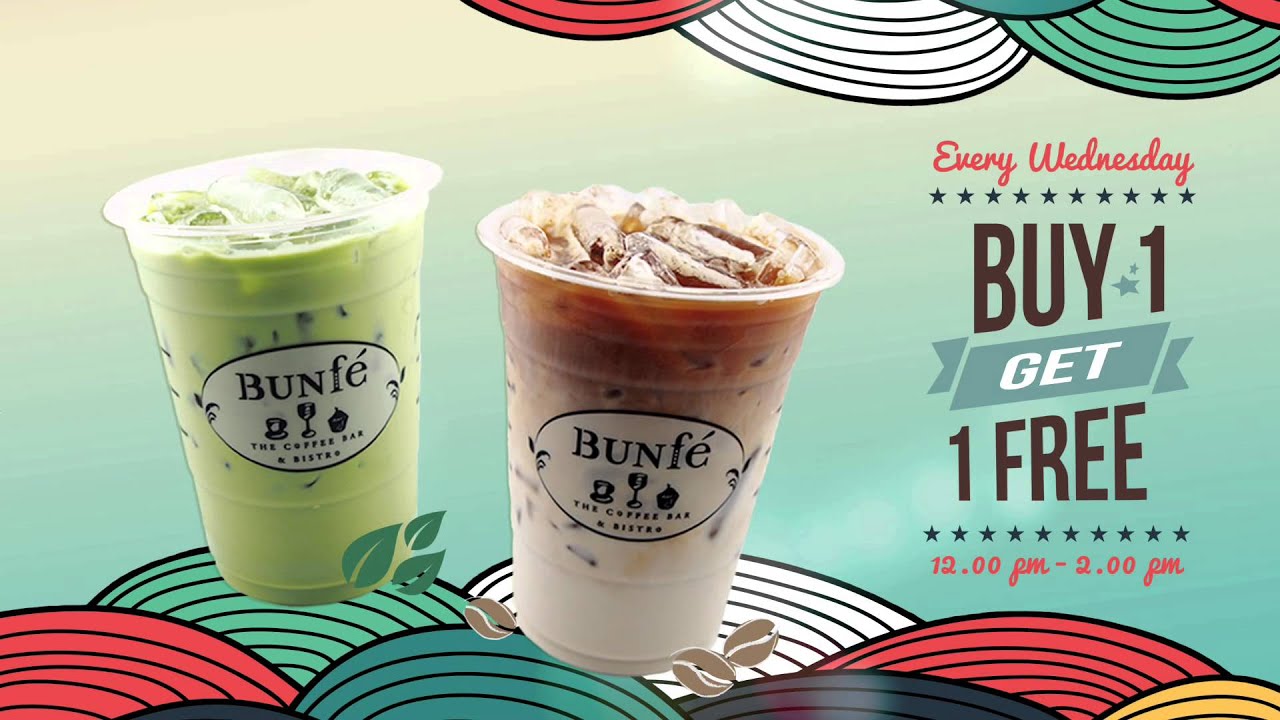 BUNfé
THE COFFEE BAR
& BISTRO
BUNfé
THE COFFEE BAR
& BISTRO
Every Wednesday
BUY 1
GET
1 FREE
12.00 pm - 2.00 pm